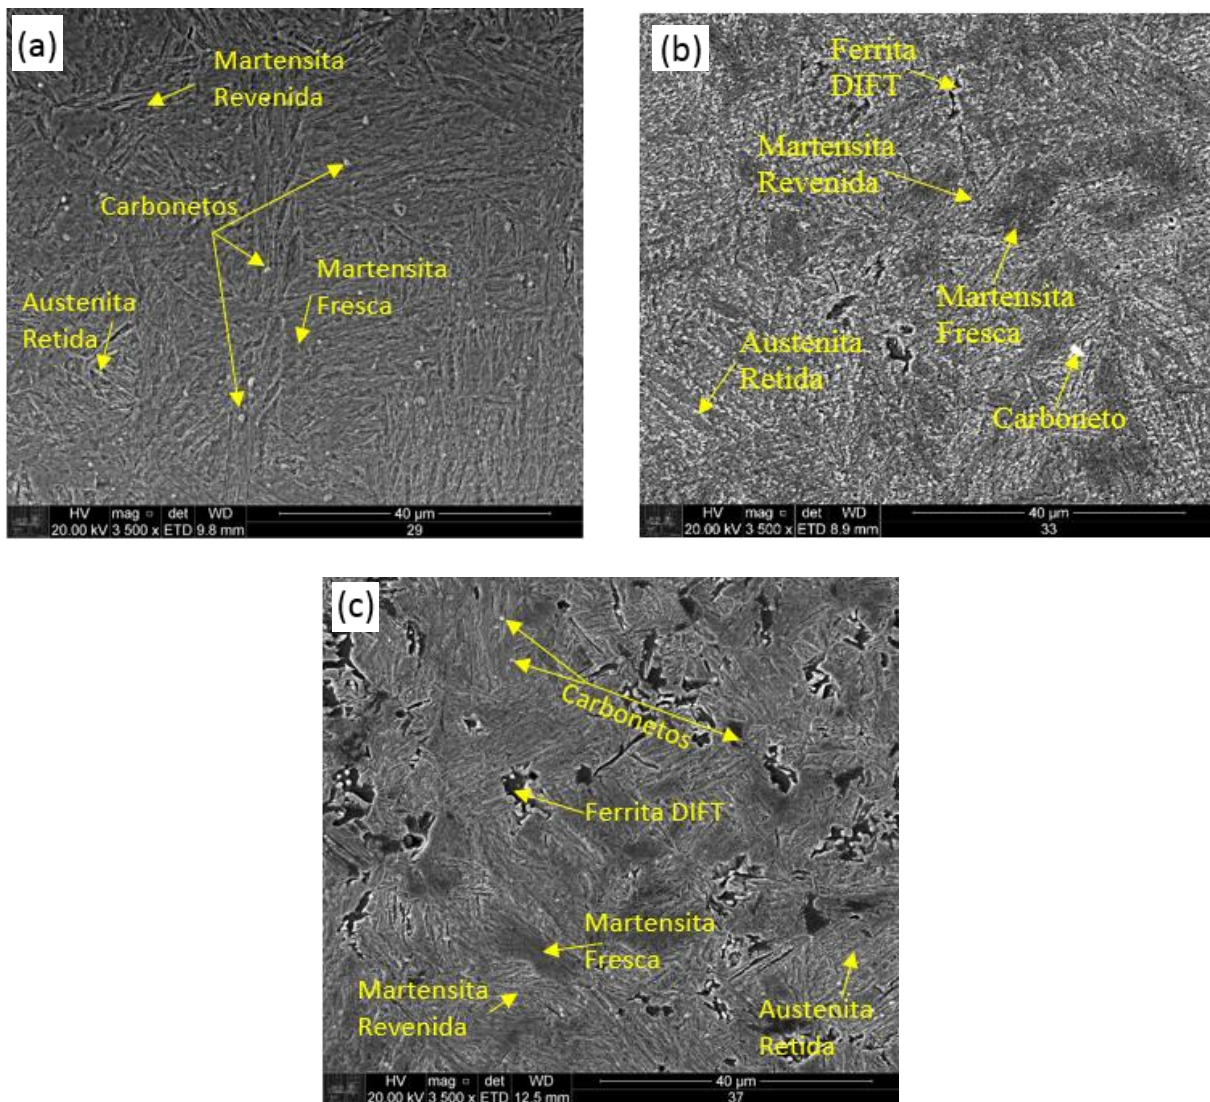 (a)
Martensita
Revenida
Carbonetos
Martensita
Fresca
Austenita
Retida
HV mag □ det WD
40 µm
20.00 kV 3 500 x ETD 9.8 mm
29
(b)
Ferrita
DIFT
Martensita
Revenida
Martensita
Fresca
Austenita
Retida
Carboneto
HV mag □ det WD
40 µm
20.00 kV 3 500 x ETD 8.9 mm
33
(c)
Carbonetos
Ferrita DIFT
Martensita
Fresca
Martensita
Revenida
Austenita
Retida
HV mag □ det WD
40 µm
20.00 kV 3 500 x ETD 12.5 mm
37